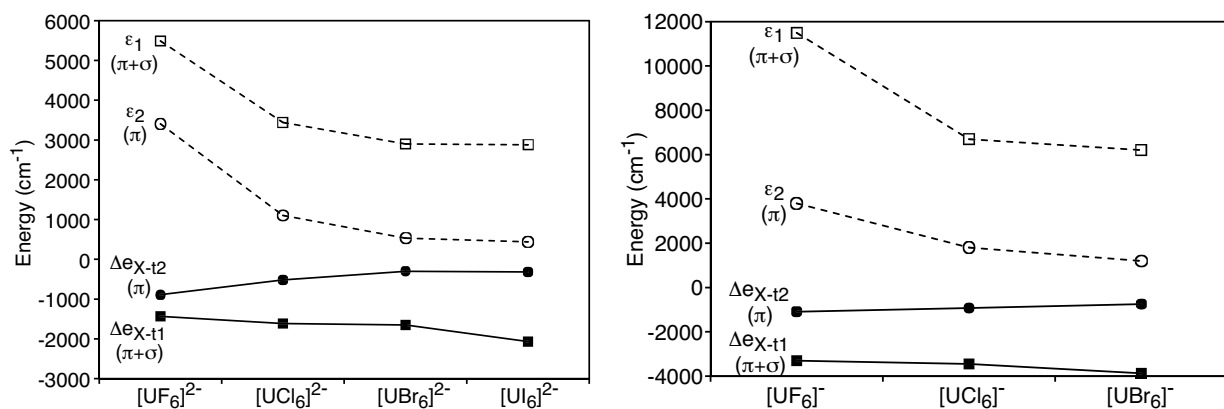 6000
5000
4000
3000
2000
1000
0
-1000
-2000
-3000
Energy (cm⁻¹)
ε₁
(π+σ)
ε₂
(π)
Δeₓ₋ₜ₂
(π)
Δeₓ₋ₜ₁
(π+σ)
[UF₆]²⁻
[UCl₆]²⁻
[UBr₆]²⁻
[UI₆]²⁻
12000
10000
8000
6000
4000
2000
0
-2000
-4000
Energy (cm⁻¹)
ε₁
(π+σ)
ε₂
(π)
Δeₓ₋ₜ₂
(π)
Δeₓ₋ₜ₁
(π+σ)
[UF₆]⁻
[UCl₆]⁻
[UBr₆]⁻